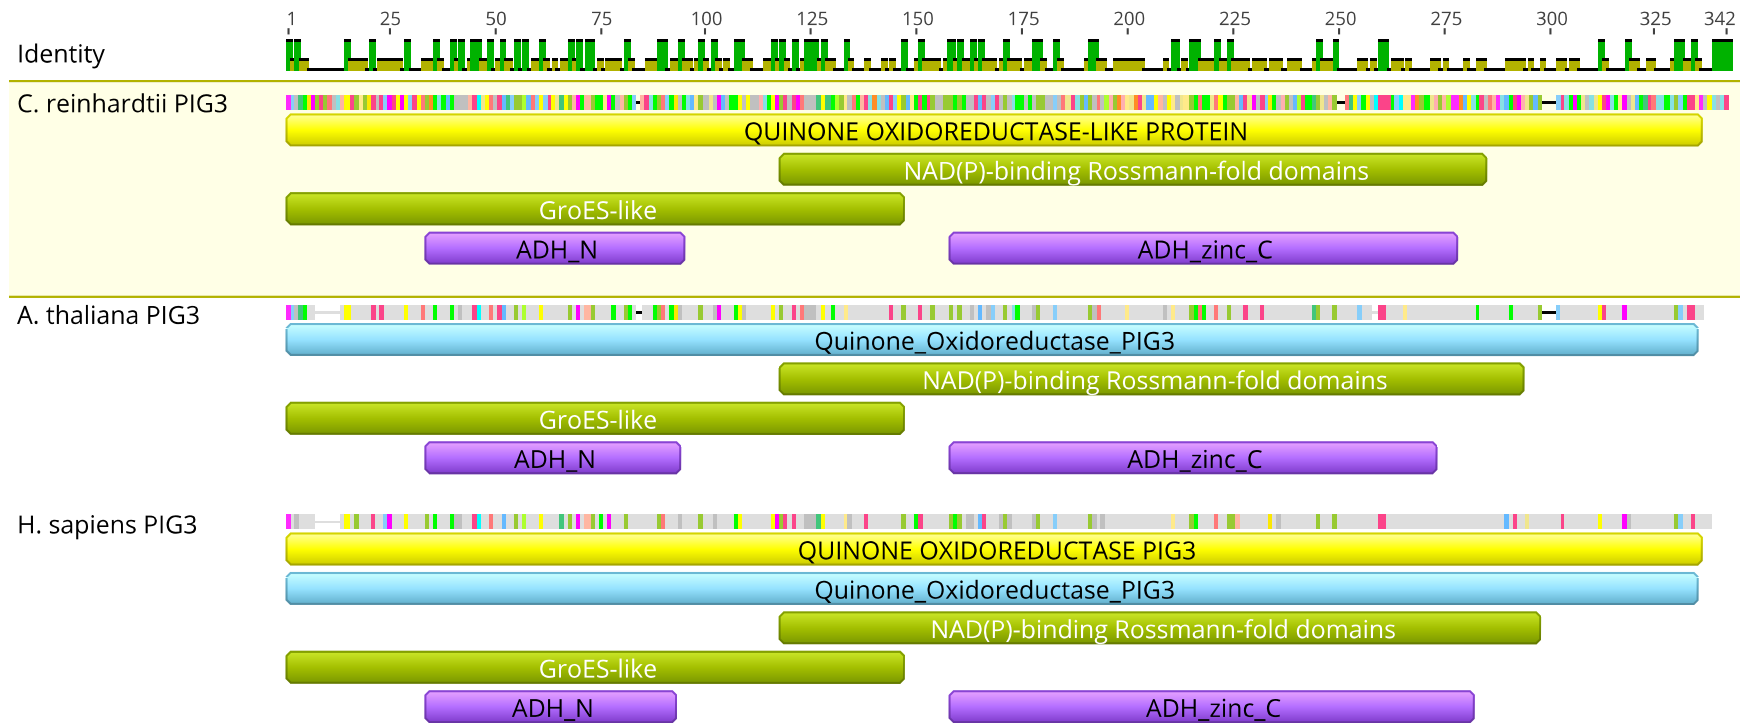 1 25 50 75 100 125 150 175 200 225 250 275 300 325 342
Identity
C. reinhardtii PIG3
QUINONE OXIDOREDUCTASE-LIKE PROTEIN
NAD(P)-binding Rossmann-fold domains
GroES-like
ADH_N ADH_zinc_C
A. thaliana PIG3
Quinone_Oxidoreductase_PIG3
NAD(P)-binding Rossmann-fold domains
GroES-like
ADH_N ADH_zinc_C
H. sapiens PIG3
QUINONE OXIDOREDUCTASE PIG3
Quinone_Oxidoreductase_PIG3
NAD(P)-binding Rossmann-fold domains
GroES-like
ADH_N ADH_zinc_C